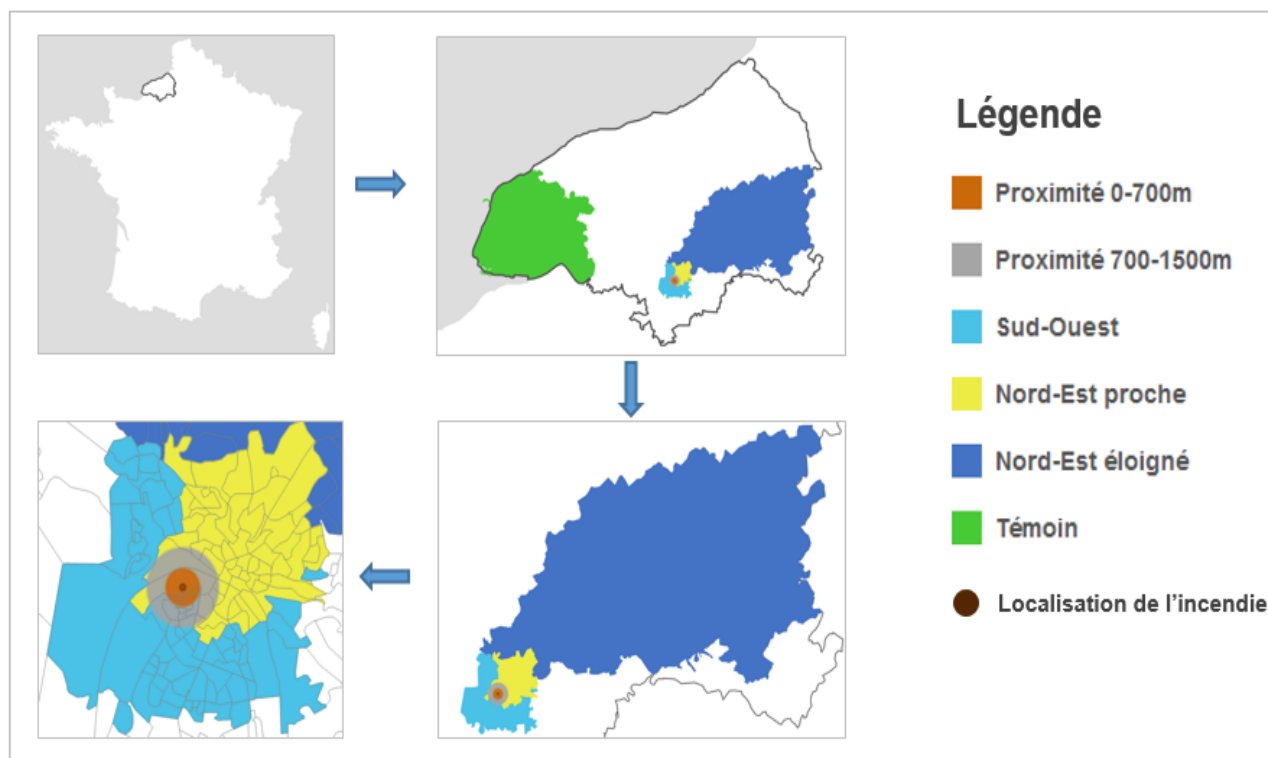 Légende
Proximité 0-700m
Proximité 700-1500m
Sud-Ouest
Nord-Est proche
Nord-Est éloigné
Témoin
Localisation de l'incendie